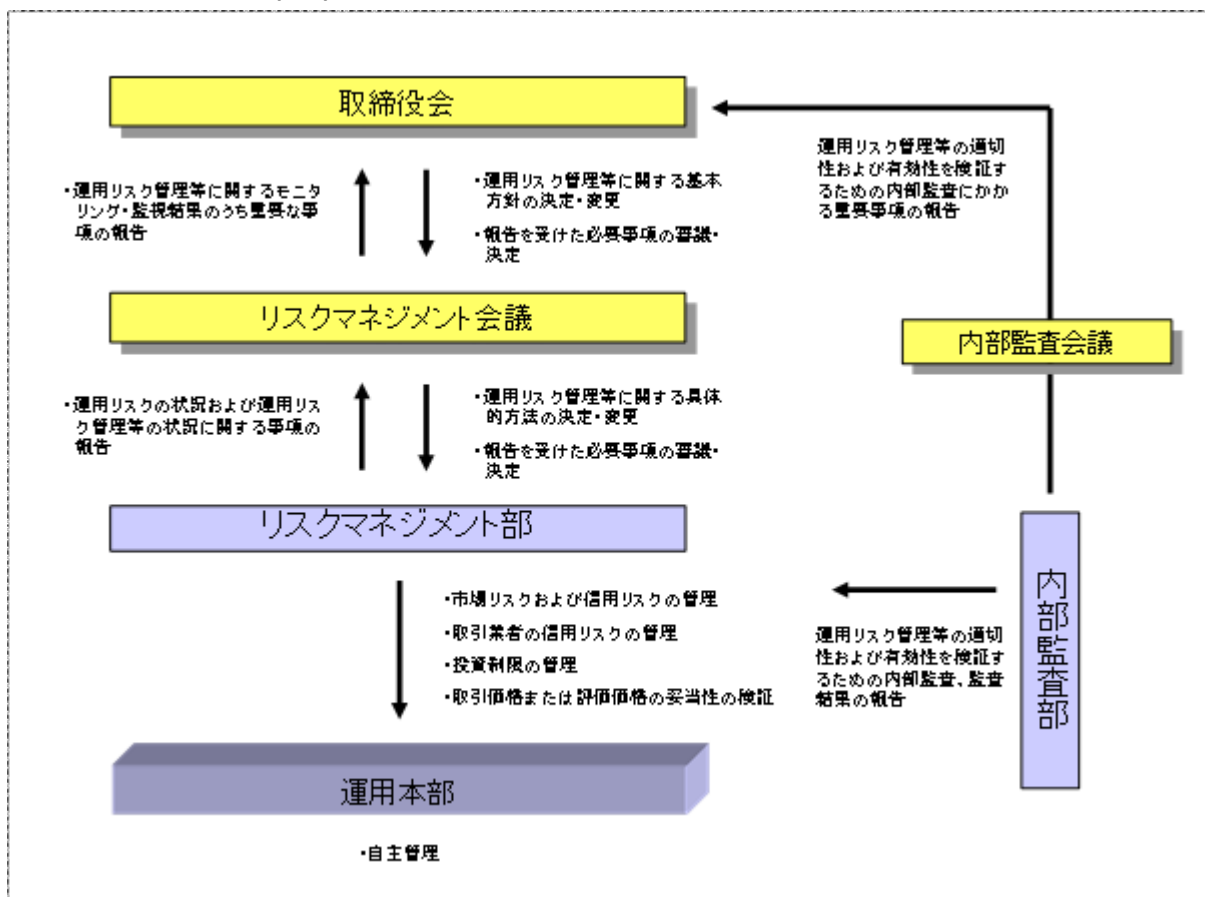 取締役会
・運用リスク管理等に関するモニ
タリング・監視結果のうち重要な事
項の報告
・運用リスク管理等に関する基本
方針の決定・変更
・報告を受けた必要事項の審議・
決定
運用リスク管理等の適切
性および有効性を検証す
るための内部監査にかか
る重要事項の報告
リスクマネジメント会議
内部監査会議
・運用リスクの状況および運用リス
ク管理等の状況に関する事項の
報告
・運用リスク管理等に関する具体
的方法の決定・変更
・報告を受けた必要事項の審議・
決定
リスクマネジメント部
内部監査部
・市場リスクおよび信用リスクの管理
・取引業者の信用リスクの管理
・投資制限の管理
・取引価格または評価価格の妥当性の検証
運用リスク管理等の適切
性および有効性を検証す
るための内部監査、監査
結果の報告
運用本部
・自主管理